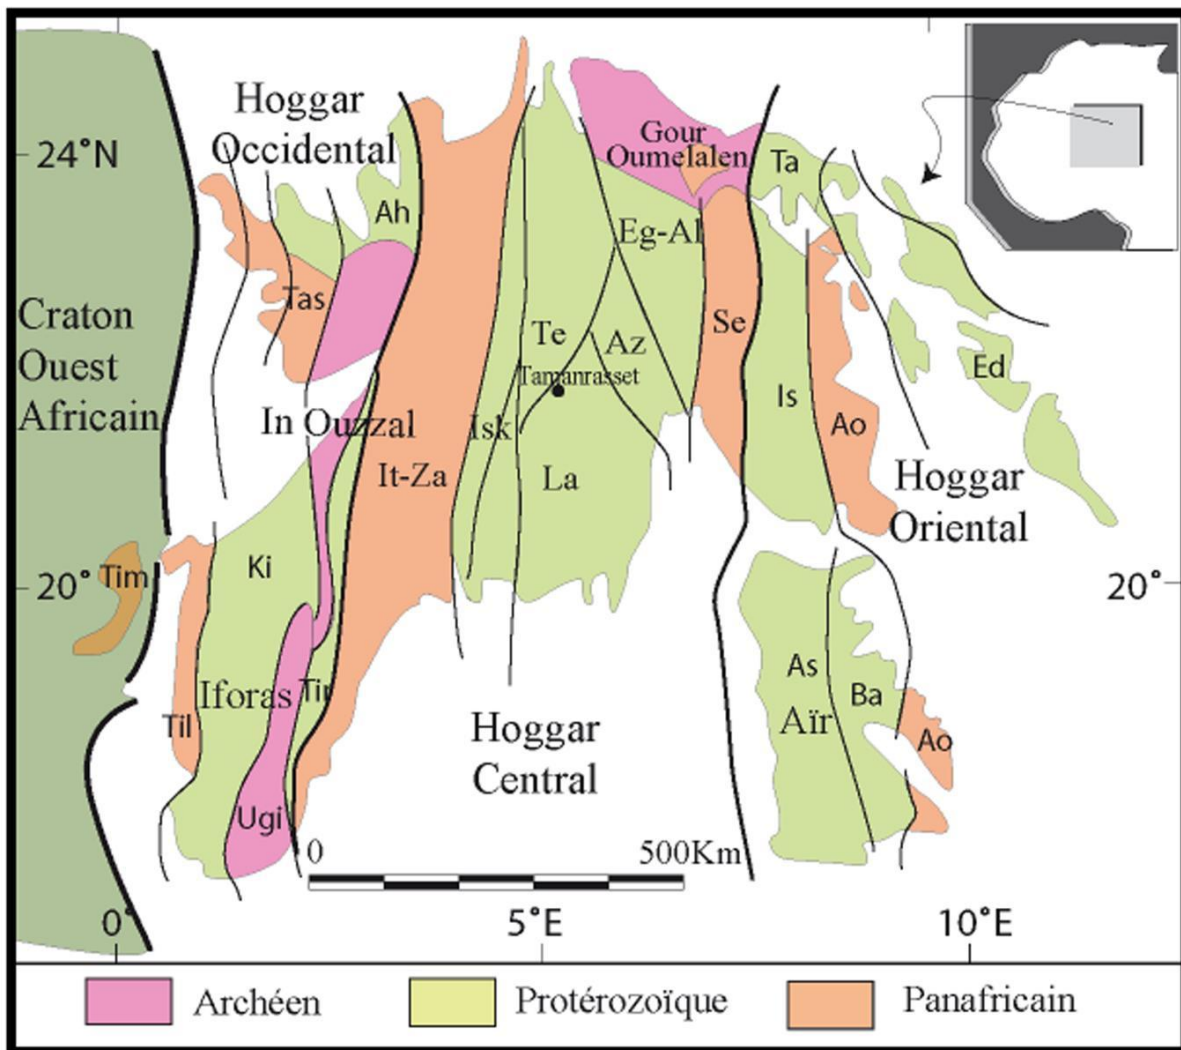 Hoggar
Occidental
24°N
Gour
Oumelalen
Ta
Ah
Eg-Al
Tas
Craton
Ouest
Africain
Te
Az
Se
Ed
Tamanrasset
Is
In Ouzzal
Isk
Ao
It-Za
La
Hoggar
Oriental
Ki
Tim
20°
20°
As
Iforas
Tir
Ba
Til
Aïr
Hoggar
Central
Ao
Ugi
0
500Km
0°
5°E
10°E
Archéen
Protérozoïque
Panafricain